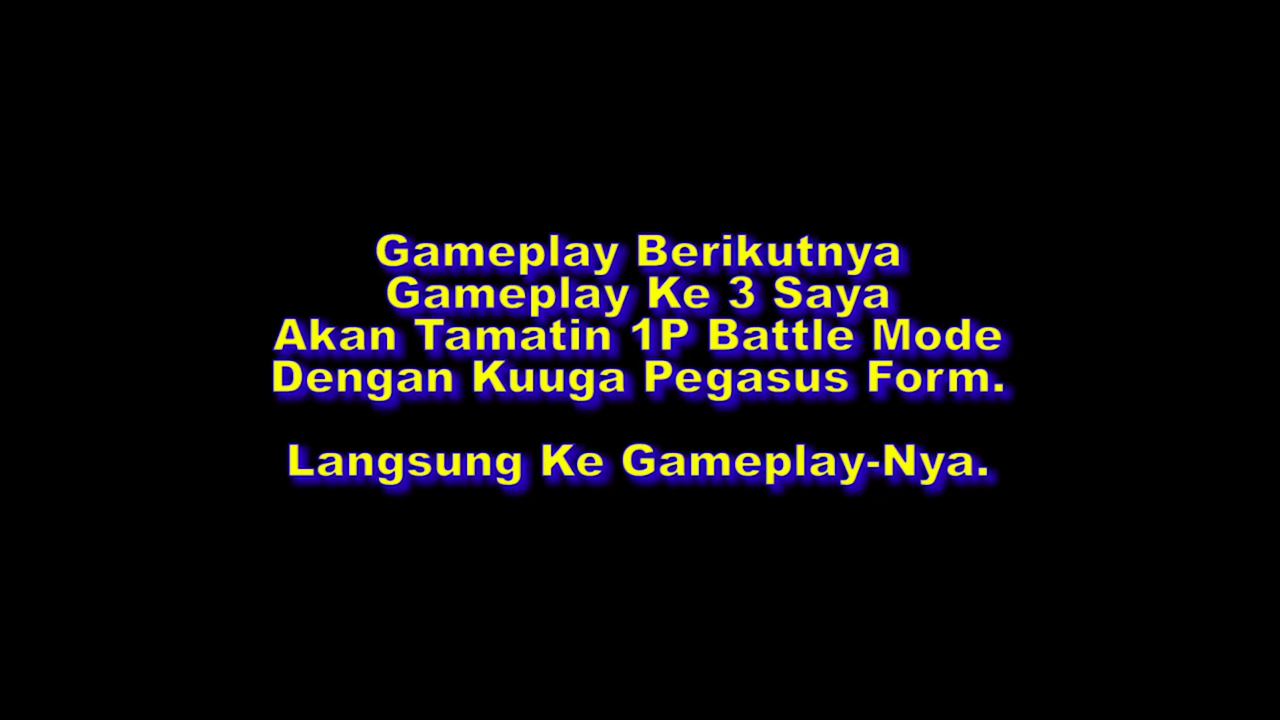 Gameplay Berikutnya
Gameplay Ke 3 Saya
Akan Tamatin 1P Battle Mode
Dengan Kuuga Pegasus Form.
Langsung Ke Gameplay-Nya.